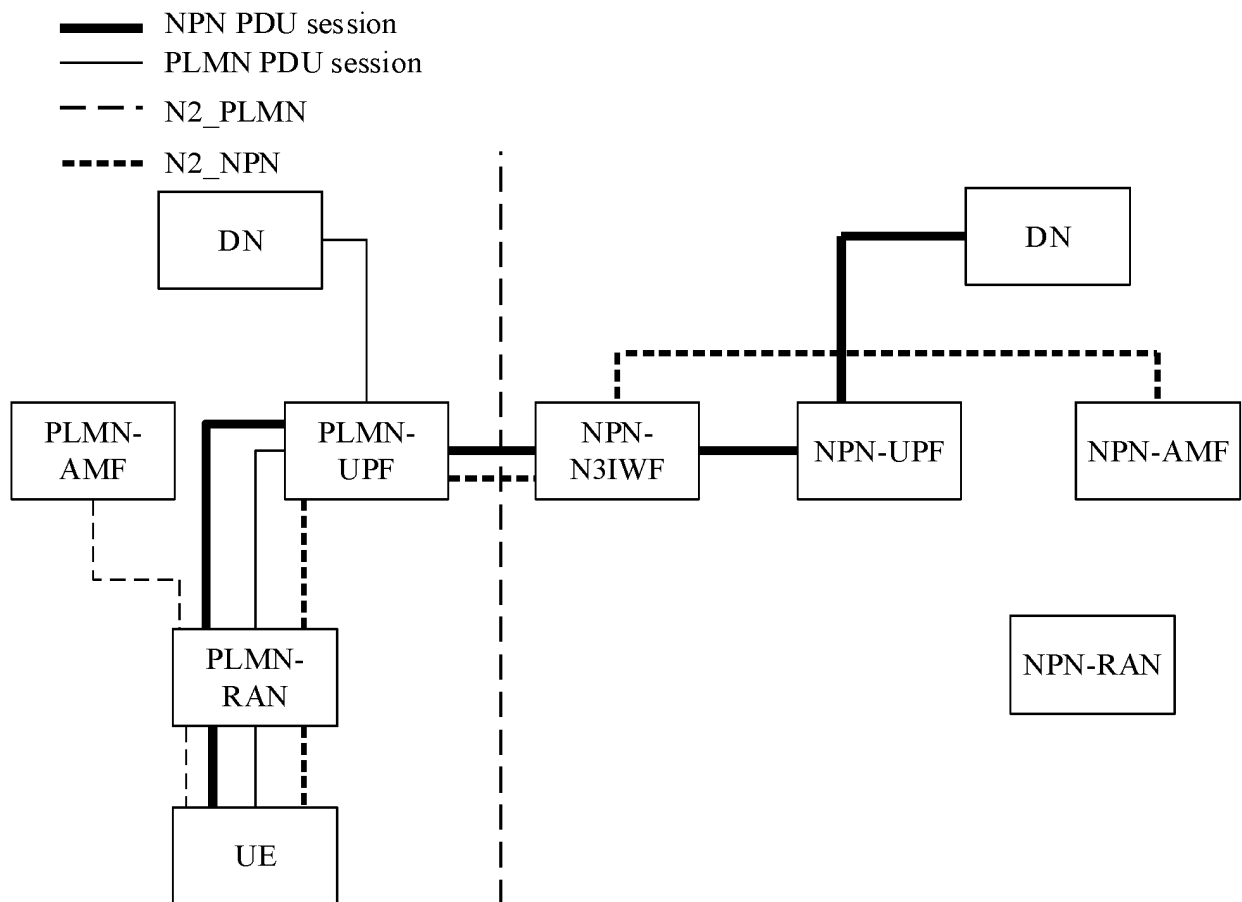 NPN PDU session
PLMN PDU session
N2_PLMN
N2_NPN
DN
DN
PLMN-
AMF
PLMN-
UPF
NPN-
N3IWF
NPN-UPF
NPN-AMF
PLMN-
RAN
NPN-RAN
UE